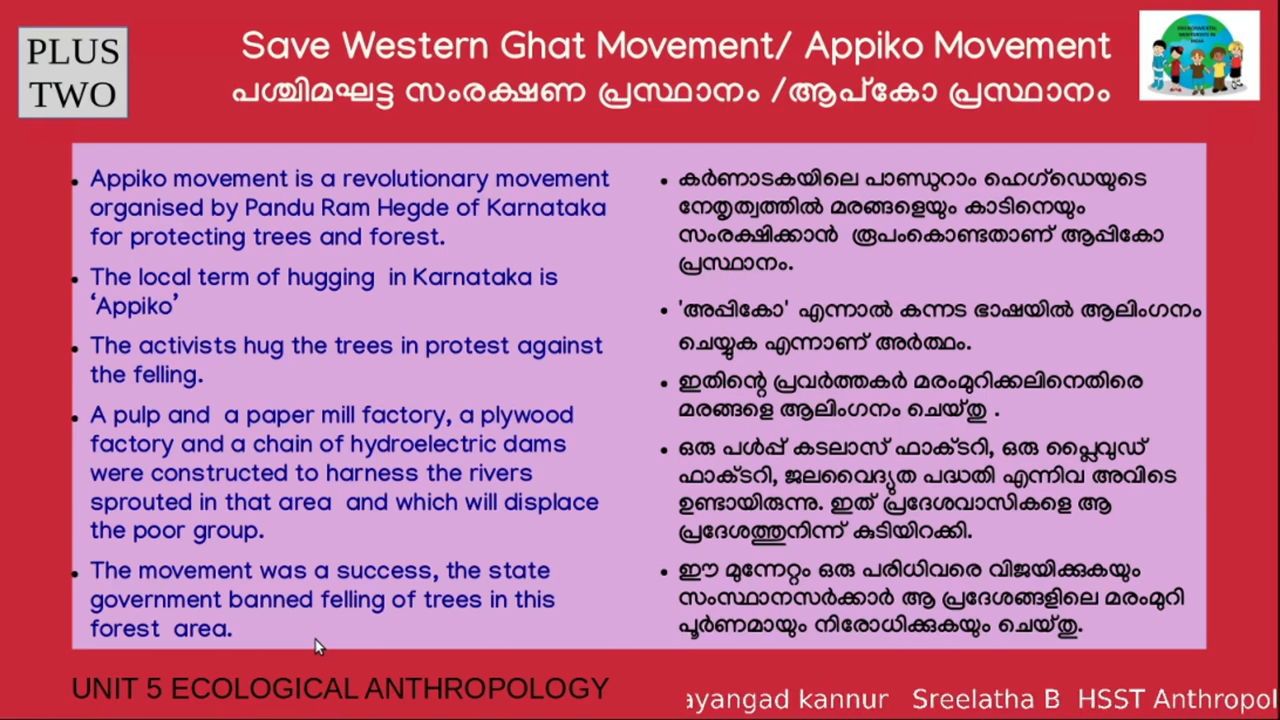 PLUS
TWO
Save Western Ghat Movement/ Appiko Movement
പശ്ചിമഘട്ട സംരക്ഷണ പ്രസ്ഥാനം /ആപ്കോ പ്രസ്ഥാനം
ENVIRONMENTAL
MOVEMENTS IN
INDIA
Appiko movement is a revolutionary movement
organised by Pandu Ram Hegde of Karnataka
for protecting trees and forest.
The local term of hugging in Karnataka is
‘Appiko’
The activists hug the trees in protest against
the felling.
A pulp and a paper mill factory, a plywood
factory and a chain of hydroelectric dams
were constructed to harness the rivers
sprouted in that area and which will displace
the poor group.
The movement was a success, the state
government banned felling of trees in this
forest area.
കർണാടകയിലെ പാണ്ഡുറാം ഹെഗ്ഡെയുടെ
നേതൃത്വത്തിൽ മരങ്ങളെയും കാടിനെയും
സംരക്ഷിക്കാൻ രൂപംകൊണ്ടതാണ് ആപ്പികോ
പ്രസ്ഥാനം.
'അപ്പികോ' എന്നാൽ കന്നട ഭാഷയിൽ ആലിംഗനം
ചെയ്യുക എന്നാണ് അർത്ഥം.
ഇതിന്റെ പ്രവർത്തകർ മരംമുറിക്കലിനെതിരെ
മരങ്ങളെ ആലിംഗനം ചെയ്തു .
ഒരു പൾപ്പ് കടലാസ് ഫാക്ടറി, ഒരു പ്ലൈവുഡ്
ഫാക്ടറി, ജലവൈദ്യുത പദ്ധതി എന്നിവ അവിടെ
ഉണ്ടായിരുന്നു. ഇത് പ്രദേശവാസികളെ ആ
പ്രദേശത്തുനിന്ന് കുടിയിറക്കി.
ഈ മുന്നേറ്റം ഒരു പരിധിവരെ വിജയിക്കുകയും
സംസ്ഥാനസർക്കാർ ആ പ്രദേശങ്ങളിലെ മരംമുറി
പൂർണമായും നിരോധിക്കുകയും ചെയ്തു.
UNIT 5 ECOLOGICAL ANTHROPOLOGY
ayangad kannur Sreelatha B HSST Anthropol